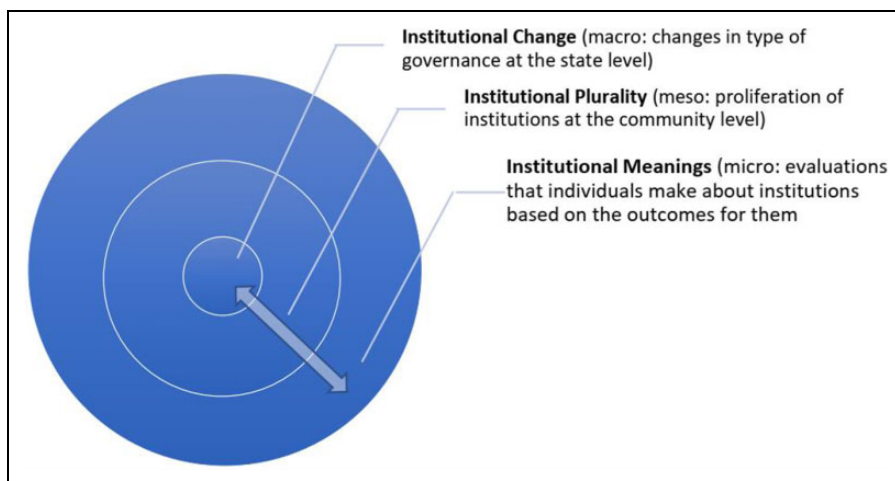 Institutional Change (macro: changes in type of
governance at the state level)
Institutional Plurality (meso: proliferation of
institutions at the community level)
Institutional Meanings (micro: evaluations
that individuals make about institutions
based on the outcomes for them